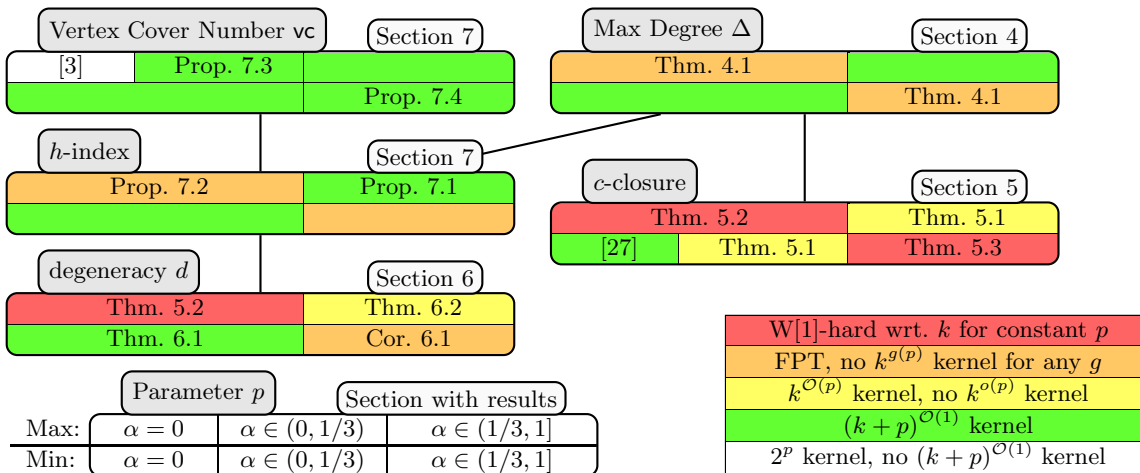 Vertex Cover Number vc Section 7
[3] Prop. 7.3
Prop. 7.4
Max Degree Δ Section 4
Thm. 4.1
Thm. 4.1
h-index Section 7
Prop. 7.2 Prop. 7.1
c-closure Section 5
Thm. 5.2 Thm. 5.1
[27] Thm. 5.1 Thm. 5.3
degeneracy d Section 6
Thm. 5.2 Thm. 6.2
Thm. 6.1 Cor. 6.1
Parameter p Section with results
Max: α = 0 α ∈ (0, 1/3) α ∈ (1/3, 1]
Min: α = 0 α ∈ (0, 1/3) α ∈ (1/3, 1]
W[1]-hard wrt. k for constant p
FPT, no k^{g(p)} kernel for any g
k^{𝒪(p)} kernel, no k^{o(p)} kernel
(k + p)^{𝒪(1)} kernel
2^p kernel, no (k + p)^{𝒪(1)} kernel